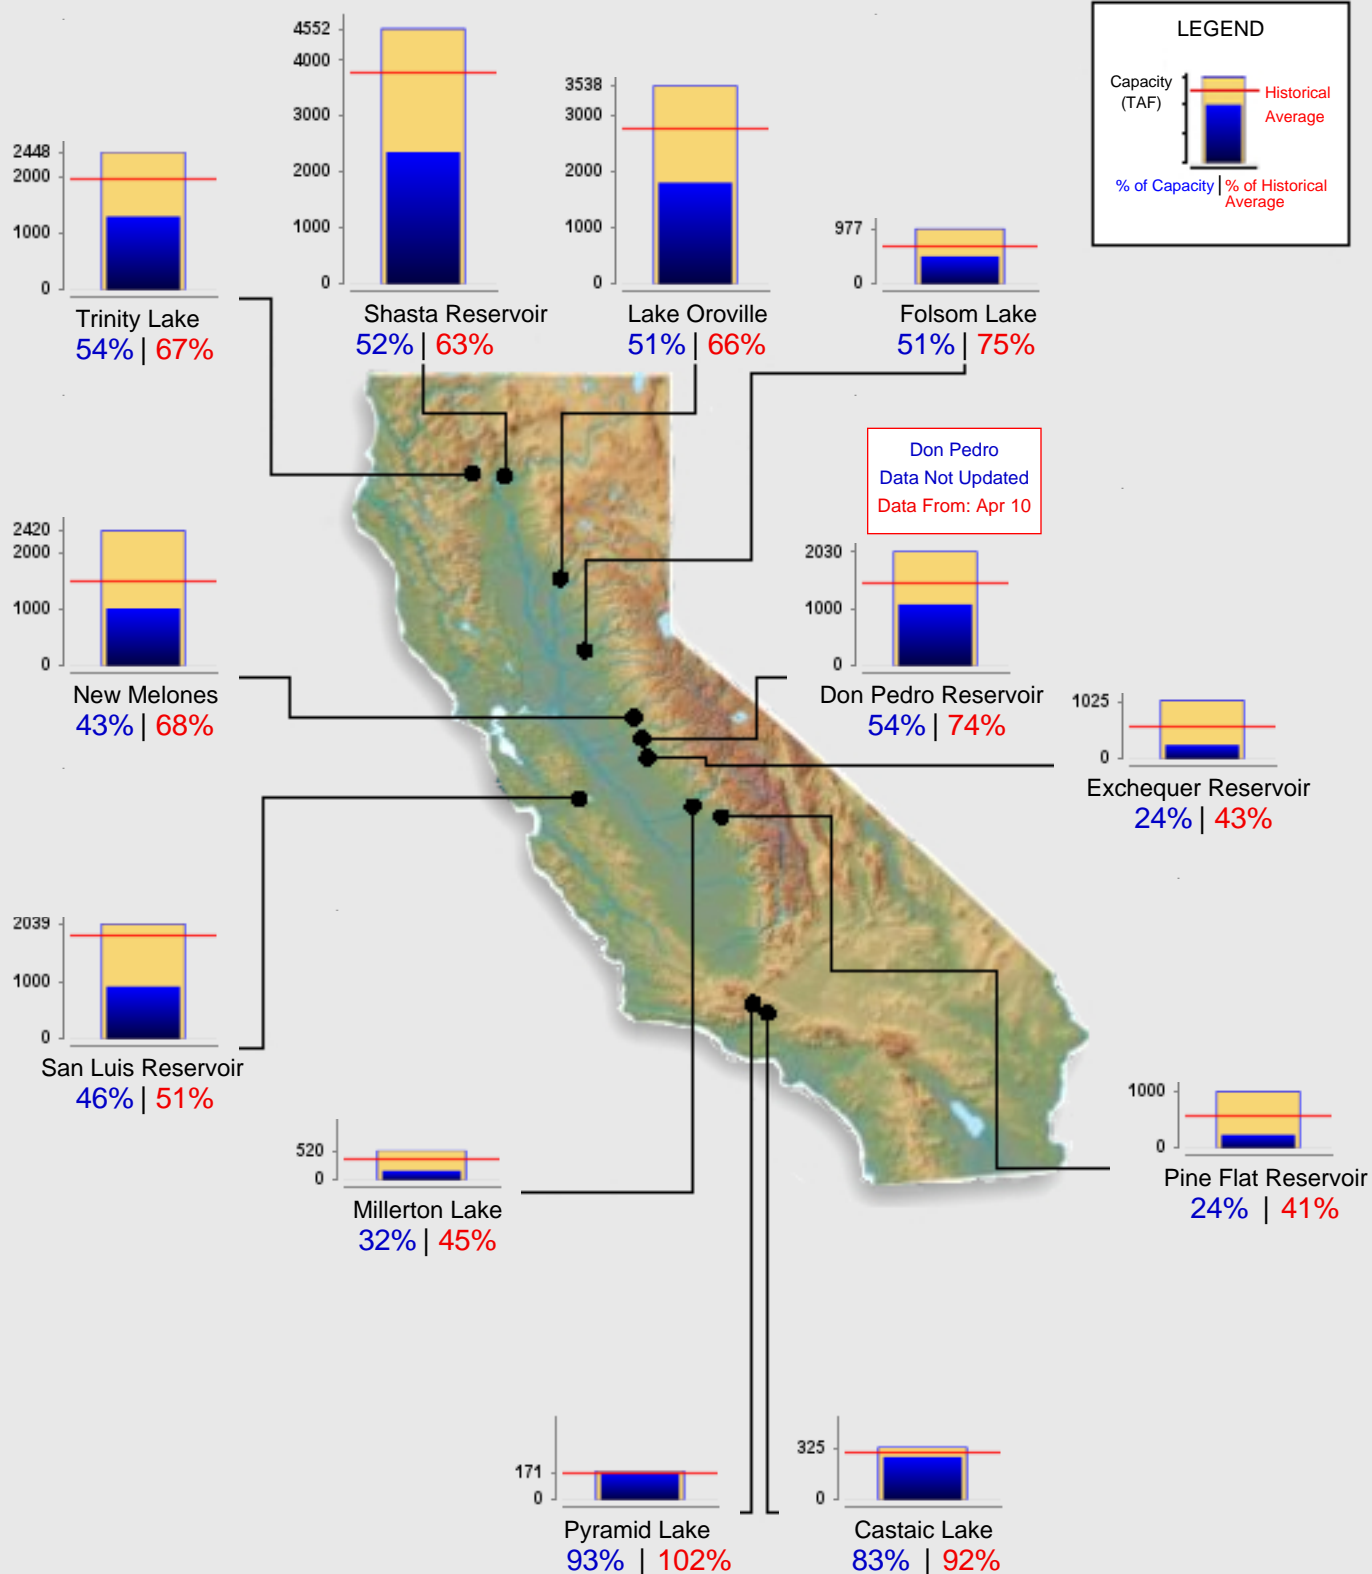 LEGEND
Capacity
(TAF)
Historical
Average
% of Capacity | % of Historical
Average
4552
4000
3000
2000
1000
0
Shasta Reservoir
52% | 63%
3538
3000
2000
1000
0
Lake Oroville
51% | 66%
2448
2000
1000
0
Trinity Lake
54% | 67%
977
0
Folsom Lake
51% | 75%
Don Pedro
Data Not Updated
Data From: Apr 10
2420
2000
1000
0
New Melones
43% | 68%
2030
1000
0
Don Pedro Reservoir
54% | 74%
1025
0
Exchequer Reservoir
24% | 43%
2039
1000
0
San Luis Reservoir
46% | 51%
520
0
Millerton Lake
32% | 45%
1000
0
Pine Flat Reservoir
24% | 41%
171
0
Pyramid Lake
93% | 102%
325
0
Castaic Lake
83% | 92%